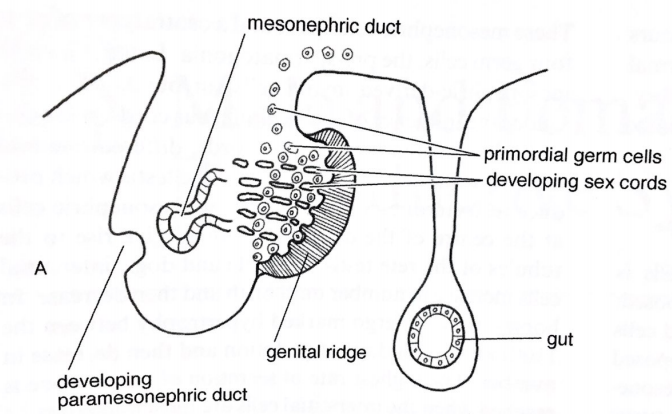 mesonephric duct
primordial germ cells
developing sex cords
A
gut
genital ridge
developing
paramesonephric duct